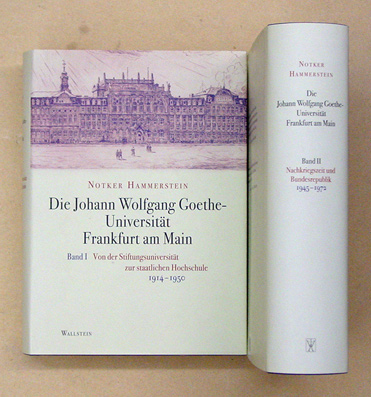 NOTKER HAMMERSTEIN
Die Johann Wolfgang Goethe-
Universität
Frankfurt am Main
Band I Von der Stiftungsuniversität
zur staatlichen Hochschule
1914–1950
WALLSTEIN
NOTKER
HAMMERSTEIN
Die
Johann Wolfgang Goethe-
Universität
Frankfurt am Main
Band II
Nachkriegszeit und
Bundesrepublik
1945–1972